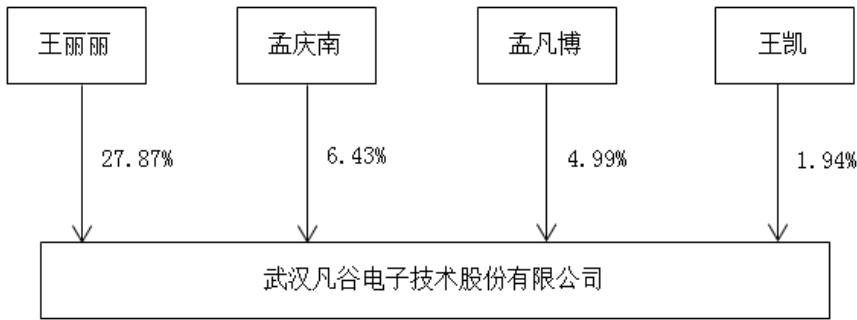 王丽丽
孟庆南
孟凡博
王凯
27.87%
6.43%
4.99%
1.94%
武汉凡谷电子技术股份有限公司